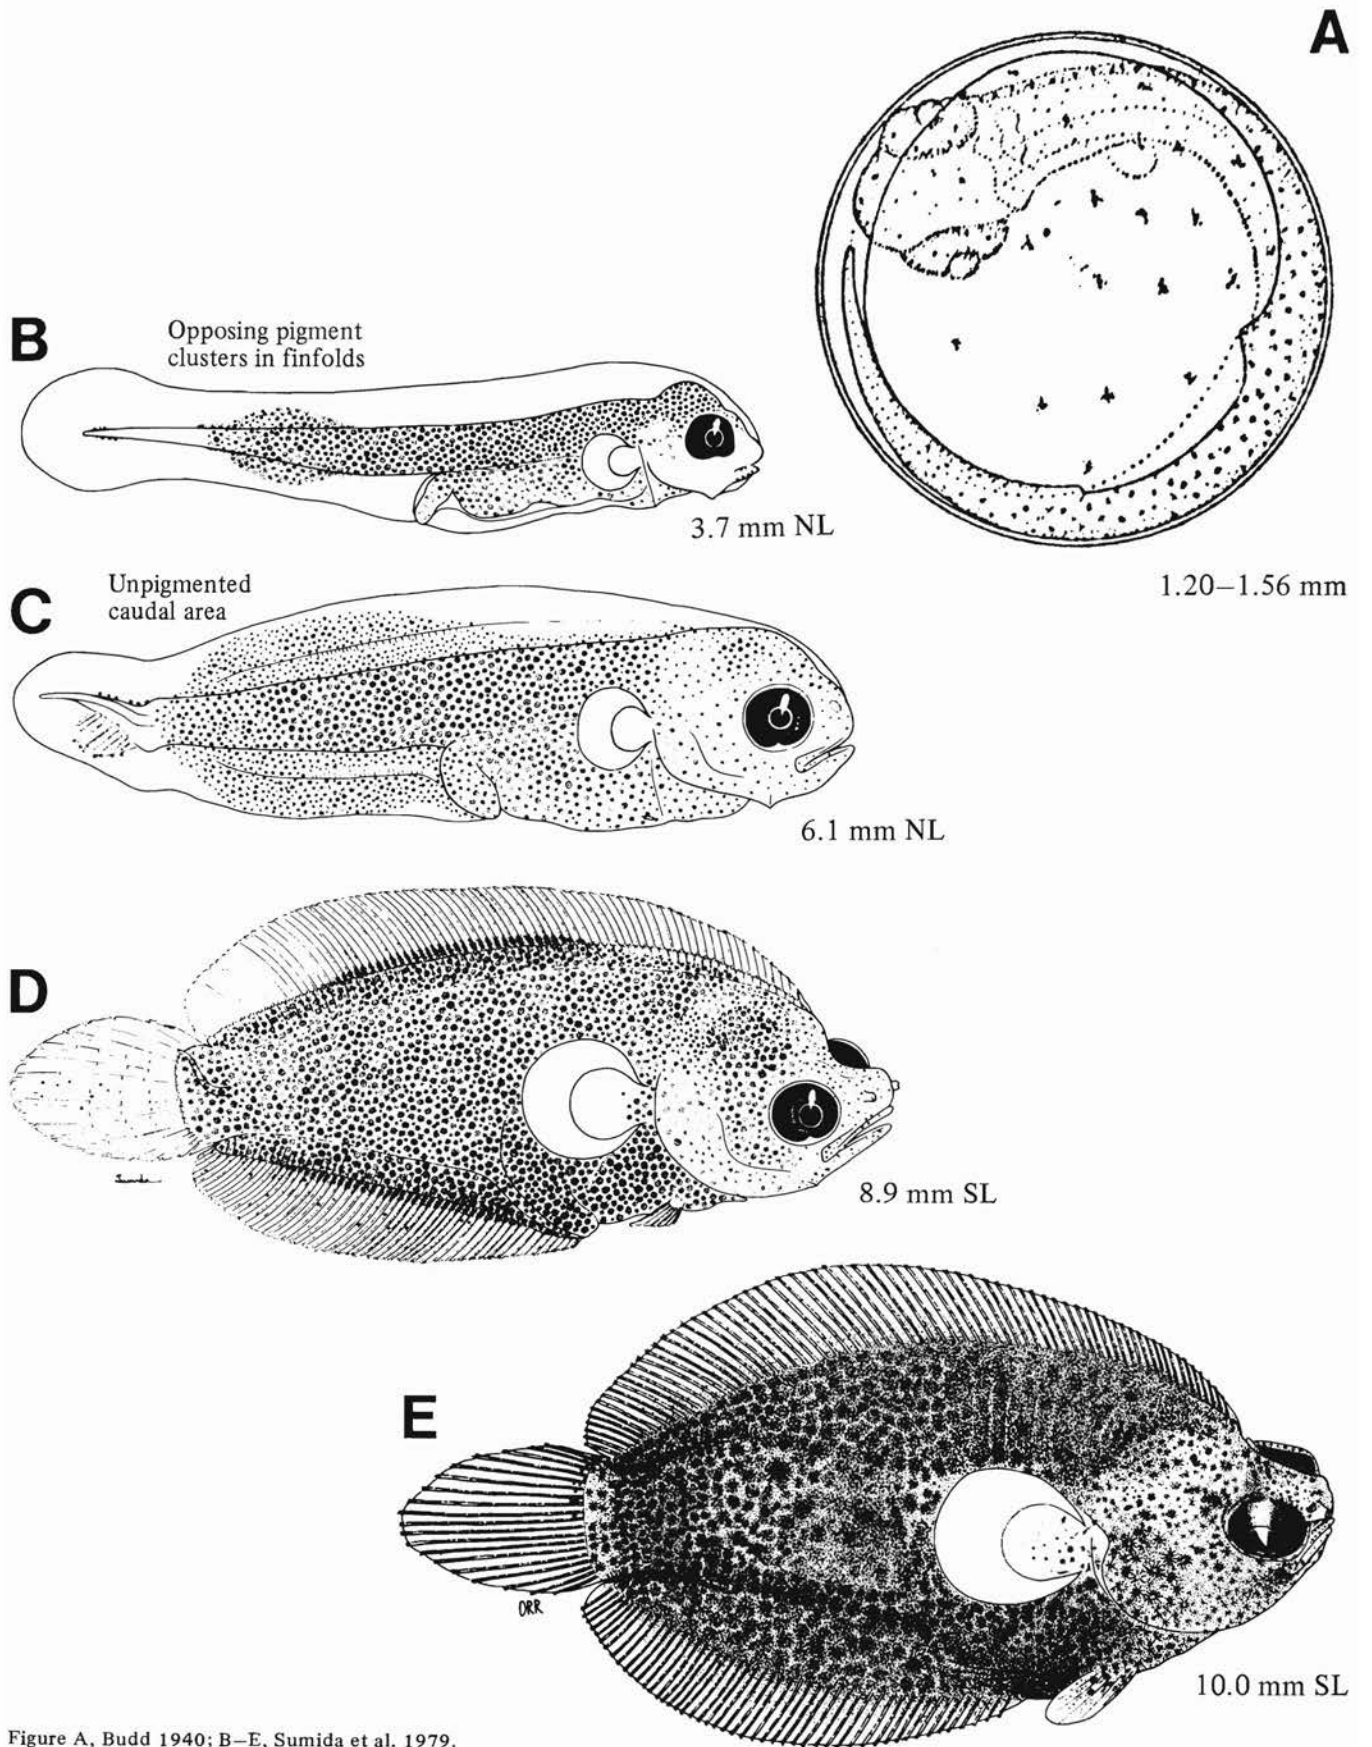 A
B
Opposing pigment
clusters in finfolds
3.7 mm NL
1.20–1.56 mm
C
Unpigmented
caudal area
6.1 mm NL
D
8.9 mm SL
E
ORR
10.0 mm SL
Figure A, Budd 1940; B–E, Sumida et al. 1979.